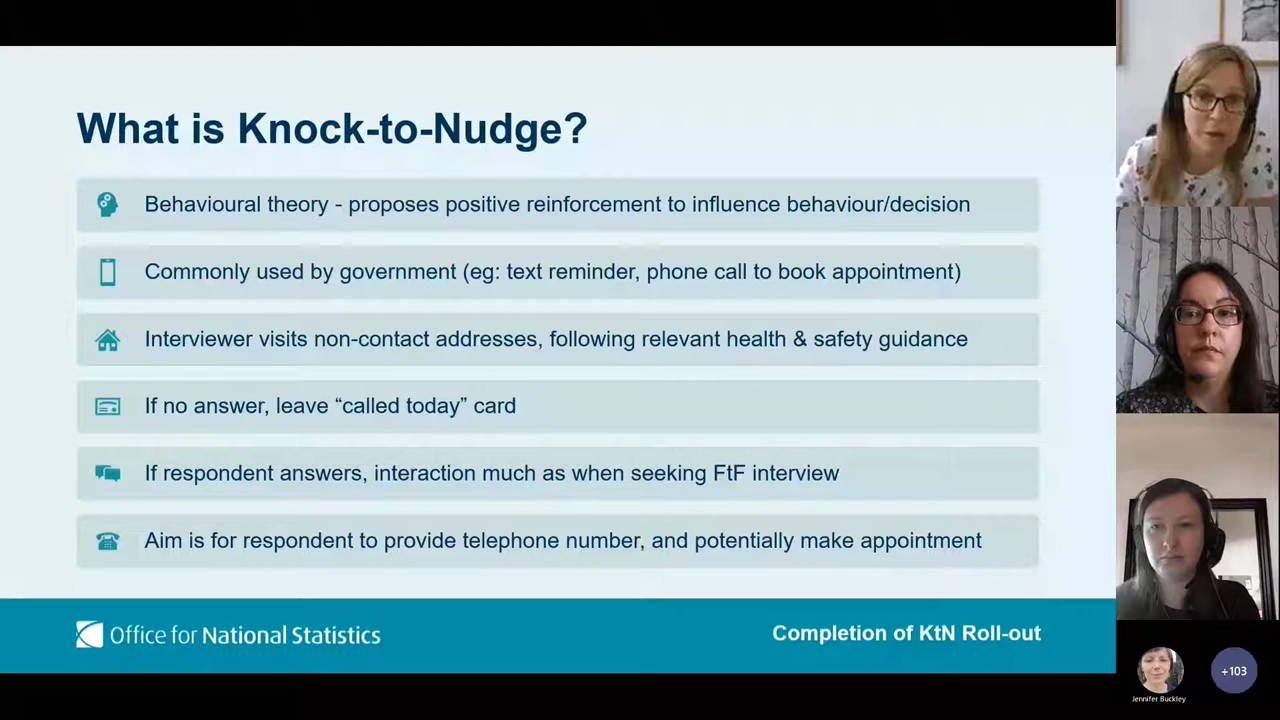 What is Knock-to-Nudge?
Behavioural theory - proposes positive reinforcement to influence behaviour/decision
Commonly used by government (eg: text reminder, phone call to book appointment)
Interviewer visits non-contact addresses, following relevant health & safety guidance
If no answer, leave “called today” card
If respondent answers, interaction much as when seeking FtF interview
Aim is for respondent to provide telephone number, and potentially make appointment
Office for National Statistics
Completion of KtN Roll-out
+103
Jennifer Buckley